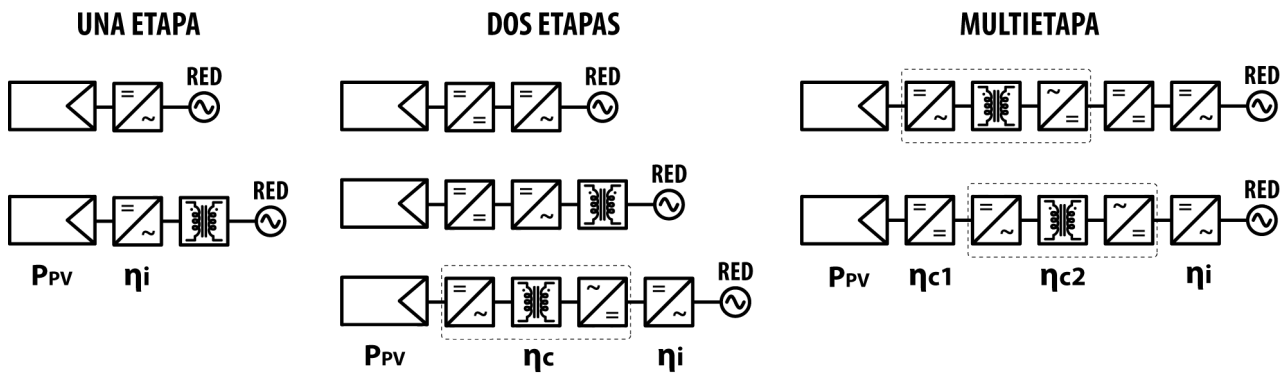 UNA ETAPA
DOS ETAPAS
MULTIETAPA
RED
RED
RED
RED
RED
RED
RED
PPV ηi
PPV ηc1 ηc2 ηi
PPV ηc ηi